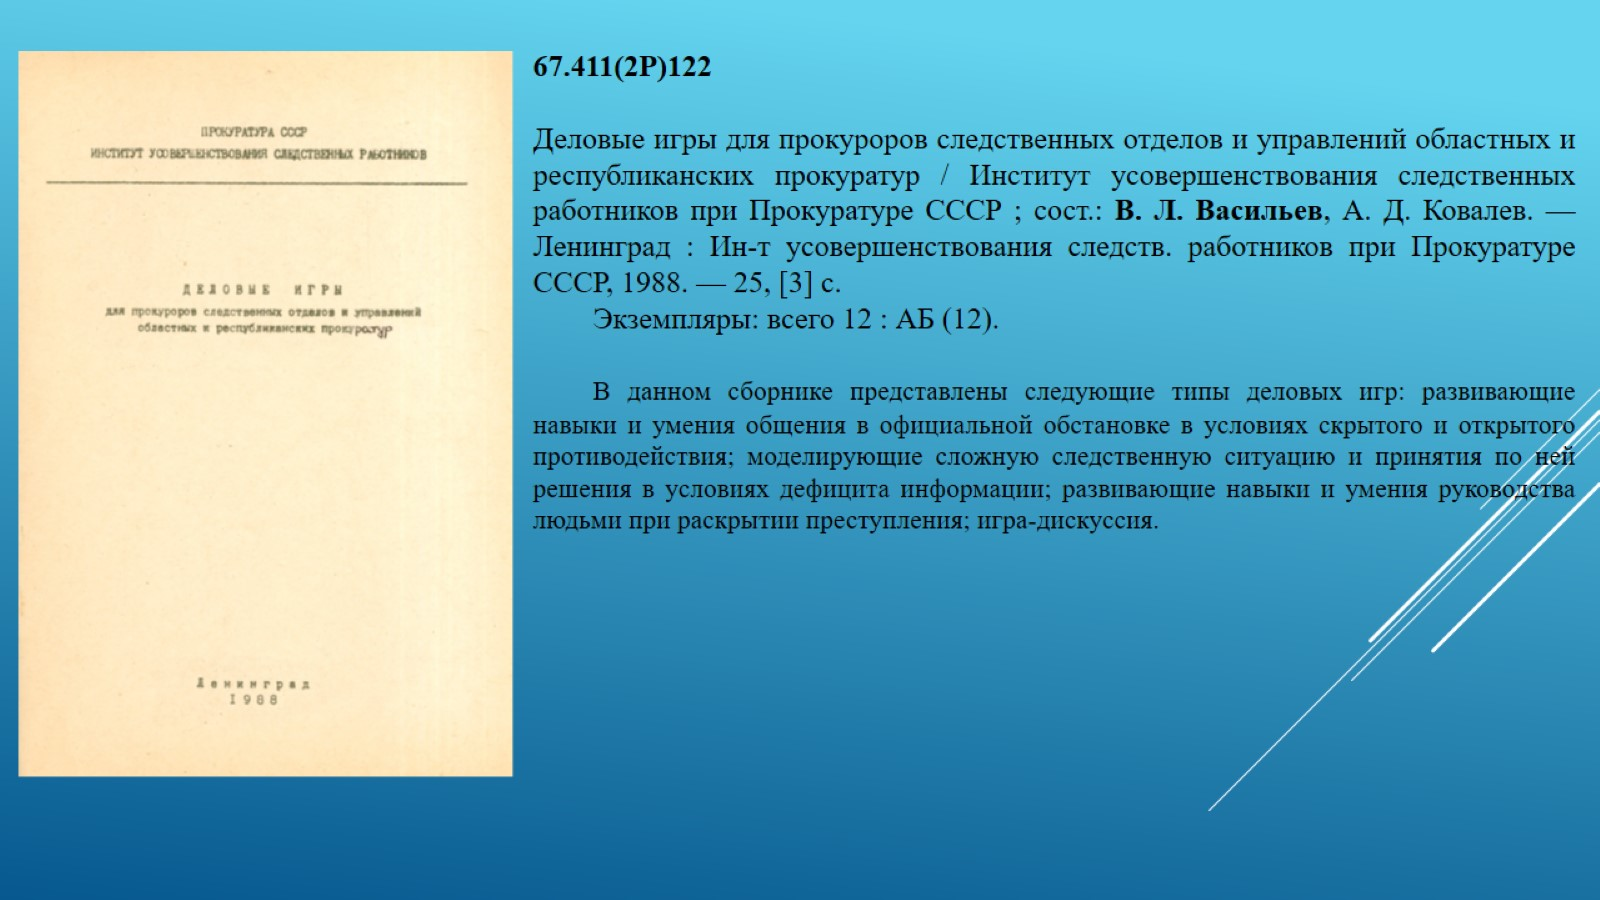 ПРОКУРАТУРА СССР
ИНСТИТУТ УСОВЕРШЕНСТВОВАНИЯ СЛЕДСТВЕННЫХ РАБОТНИКОВ
ДЕЛОВЫЕ ИГРЫ
для прокуроров следственных отделов и управлений
областных и республиканских прокуратур
Ленинград
1988
67.411(2Р)122
Деловые игры для прокуроров следственных отделов и управлений областных и
республиканских прокуратур / Институт усовершенствования следственных
работников при Прокуратуре СССР ; сост.: В. Л. Васильев, А. Д. Ковалев. —
Ленинград : Ин-т усовершенствования следств. работников при Прокуратуре
СССР, 1988. — 25, [3] с.
Экземпляры: всего 12 : АБ (12).
В данном сборнике представлены следующие типы деловых игр: развивающие
навыки и умения общения в официальной обстановке в условиях скрытого и открытого
противодействия; моделирующие сложную следственную ситуацию и принятия по ней
решения в условиях дефицита информации; развивающие навыки и умения руководства
людьми при раскрытии преступления; игра-дискуссия.